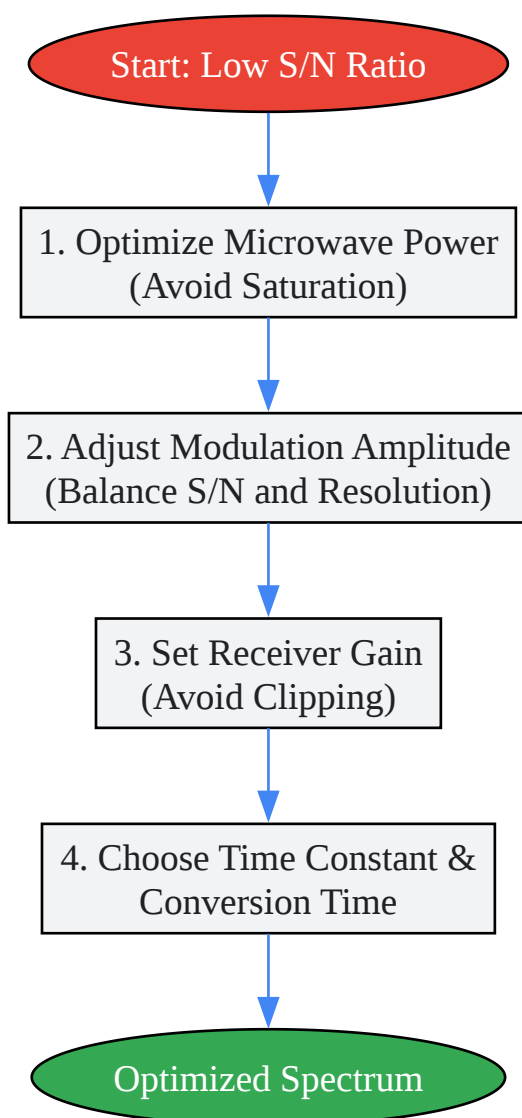 Start: Low S/N Ratio
1. Optimize Microwave Power
(Avoid Saturation)
2. Adjust Modulation Amplitude
(Balance S/N and Resolution)
3. Set Receiver Gain
(Avoid Clipping)
4. Choose Time Constant &
Conversion Time
Optimized Spectrum